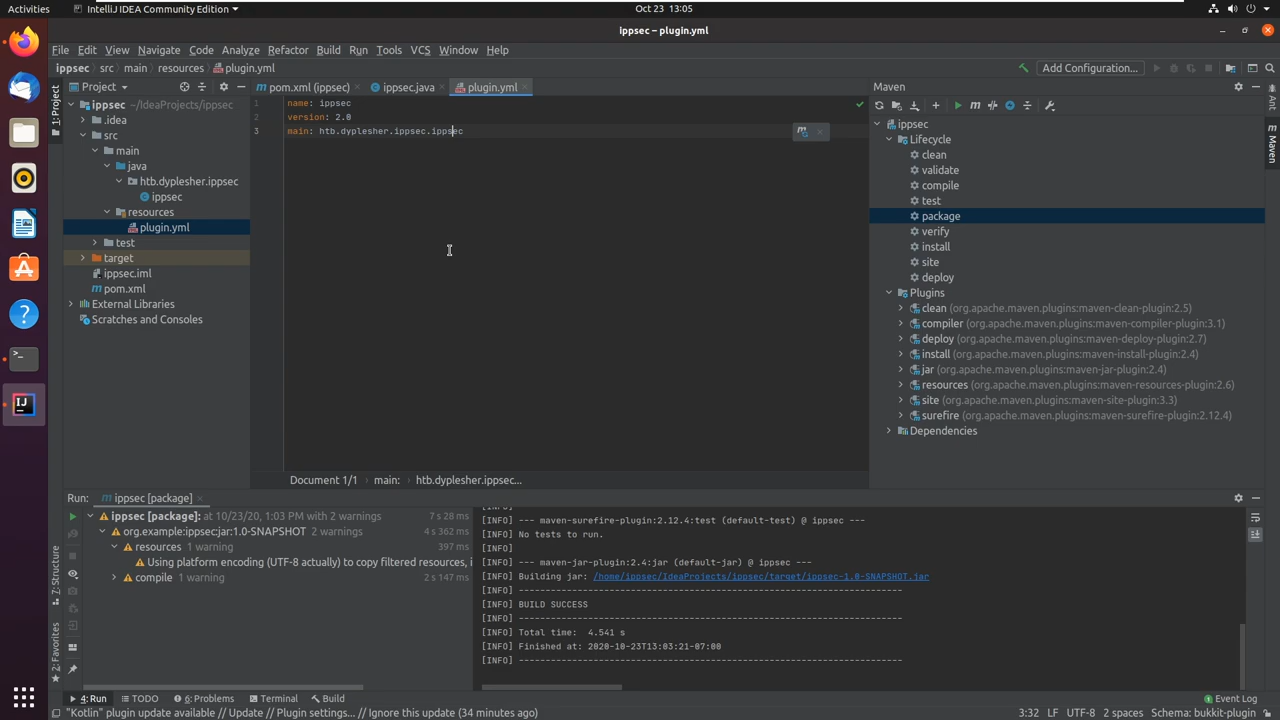 Activities
IntelliJ IDEA Community Edition
Oct 23 13:05
ippsec – plugin.yml
File Edit View Navigate Code Analyze Refactor Build Run Tools VCS Window Help
ippsec src main resources plugin.yml
Add Configuration...
1: Project
Project
ippsec ~/IdeaProjects/ippsec
.idea
src
main
java
htb.dyplesher.ippsec
ippsec
resources
plugin.yml
test
target
ippsec.iml
pom.xml
External Libraries
Scratches and Consoles
pom.xml (ippsec) ippsec.java plugin.yml
1 name: ippsec
2 version: 2.0
3 main: htb.dyplesher.ippsec.ippsec
Document 1/1 main: htb.dyplesher.ippsec...
Maven
ippsec
Lifecycle
clean
validate
compile
test
package
verify
install
site
deploy
Plugins
clean (org.apache.maven.plugins:maven-clean-plugin:2.5)
compiler (org.apache.maven.plugins:maven-compiler-plugin:3.1)
deploy (org.apache.maven.plugins:maven-deploy-plugin:2.7)
install (org.apache.maven.plugins:maven-install-plugin:2.4)
jar (org.apache.maven.plugins:maven-jar-plugin:2.4)
resources (org.apache.maven.plugins:maven-resources-plugin:2.6)
site (org.apache.maven.plugins:maven-site-plugin:3.3)
surefire (org.apache.maven.plugins:maven-surefire-plugin:2.12.4)
Dependencies
Ant
Maven
Run: ippsec [package]
ippsec [package]: at 10/23/20, 1:03 PM with 2 warnings 7 s 28 ms
org.example:ippsec:jar:1.0-SNAPSHOT 2 warnings 4 s 362 ms
resources 1 warning 397 ms
Using platform encoding (UTF-8 actually) to copy filtered resources, i
compile 2 s 147 ms
[INFO] --- maven-surefire-plugin:2.12.4:test (default-test) @ ippsec ---
[INFO] No tests to run.
[INFO]
[INFO] --- maven-jar-plugin:2.4:jar (default-jar) @ ippsec ---
[INFO] Building jar: /home/ippsec/IdeaProjects/ippsec/target/ippsec-1.0-SNAPSHOT.jar
[INFO] ------------------------------------------------------------------------
[INFO] BUILD SUCCESS
[INFO] ------------------------------------------------------------------------
[INFO] Total time: 4.541 s
[INFO] Finished at: 2020-10-23T13:03:21-07:00
[INFO] ------------------------------------------------------------------------
7: Structure
2: Favorites
4: Run TODO 6: Problems Terminal Build
Event Log
"Kotlin" plugin update available // Update // Plugin settings... // Ignore this update (34 minutes ago)
3:32 LF UTF-8 2 spaces Schema: bukkit-plugin